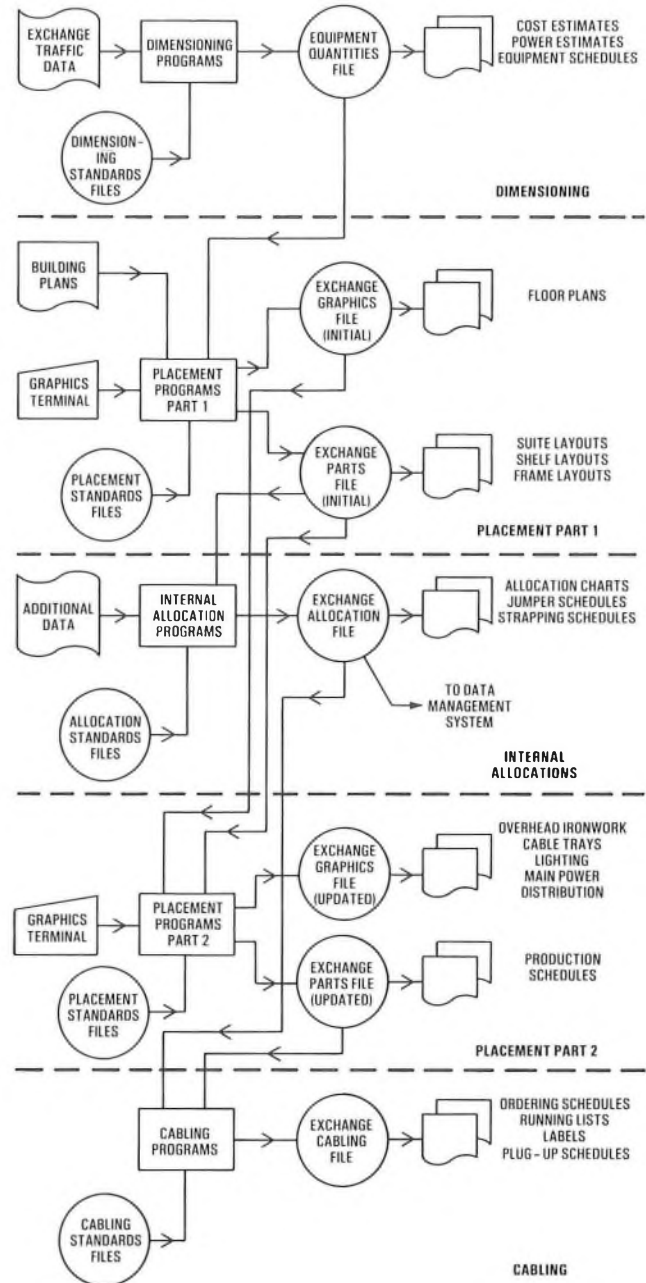 EXCHANGE
TRAFFIC
DATA
DIMENSIONING
PROGRAMS
EQUIPMENT
QUANTITIES
FILE
COST ESTIMATES
POWER ESTIMATES
EQUIPMENT SCHEDULES
DIMENSION-
ING
STANDARDS
FILES
DIMENSIONING
BUILDING
PLANS
EXCHANGE
GRAPHICS
FILE
(INITIAL)
FLOOR PLANS
GRAPHICS
TERMINAL
PLACEMENT
PROGRAMS
PART 1
PLACEMENT
STANDARDS
FILES
EXCHANGE
PARTS
FILE
(INITIAL)
SUITE LAYOUTS
SHELF LAYOUTS
FRAME LAYOUTS
PLACEMENT PART 1
ADDITIONAL
DATA
INTERNAL
ALLOCATION
PROGRAMS
EXCHANGE
ALLOCATION
FILE
ALLOCATION CHARTS
JUMPER SCHEDULES
STRAPPING SCHEDULES
ALLOCATION
STANDARDS
FILES
TO DATA
MANAGEMENT
SYSTEM
INTERNAL
ALLOCATIONS
GRAPHICS
TERMINAL
PLACEMENT
PROGRAMS
PART 2
EXCHANGE
GRAPHICS
FILE
(UPDATED)
OVERHEAD IRONWORK
CABLE TRAYS
LIGHTING
MAIN POWER
DISTRIBUTION
PLACEMENT
STANDARDS
FILES
EXCHANGE
PARTS FILE
(UPDATED)
PRODUCTION
SCHEDULES
PLACEMENT PART 2
CABLING
PROGRAMS
EXCHANGE
CABLING
FILE
ORDERING SCHEDULES
RUNNING LISTS
LABELS
PLUG-UP SCHEDULES
CABLING
STANDARDS
FILES
CABLING